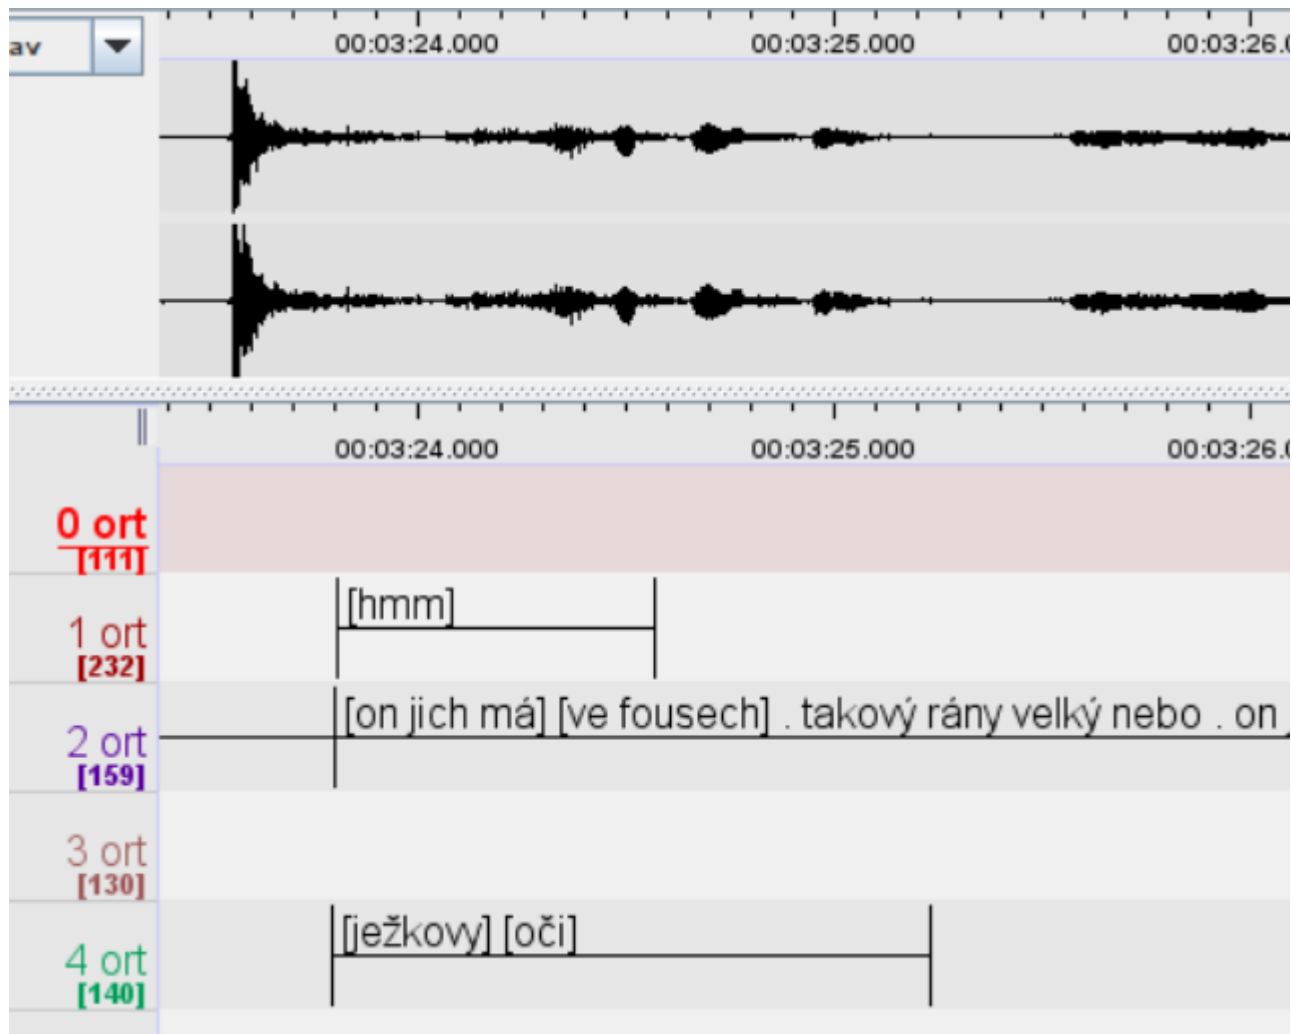 av
00:03:24.000 00:03:25.000 00:03:26.0
00:03:24.000 00:03:25.000 00:03:26.0
0 ort
[111]
1 ort [hmm]
[232]
2 ort [on jich má] [ve fousech] . takový rány velký nebo . on
[159]
3 ort
[130]
4 ort [ježkovy] [oči]
[140]